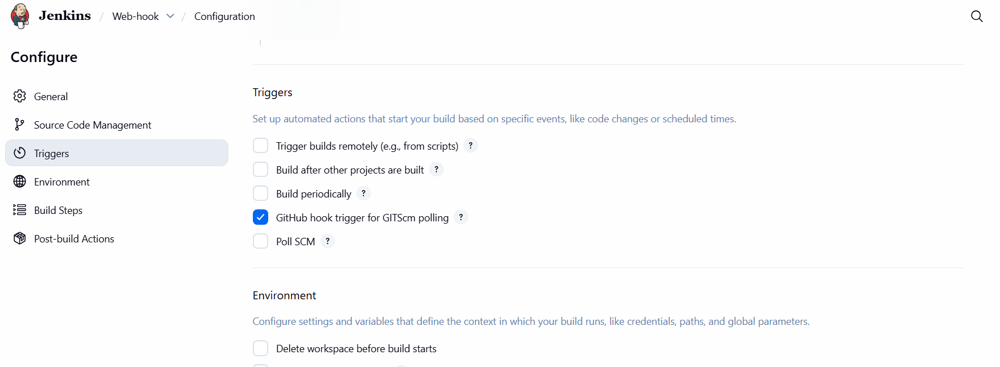 Jenkins / Web-hook / Configuration
Configure
General
Source Code Management
Triggers
Environment
Build Steps
Post-build Actions
Triggers
Set up automated actions that start your build based on specific events, like code changes or scheduled times.
Trigger builds remotely (e.g., from scripts) ?
Build after other projects are built ?
Build periodically ?
GitHub hook trigger for GITScm polling ?
Poll SCM ?
Environment
Configure settings and variables that define the context in which your build runs, like credentials, paths, and global parameters.
Delete workspace before build starts